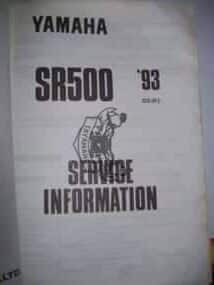 YAMAHA
SR500 '93
SERVICE
INFORMATION